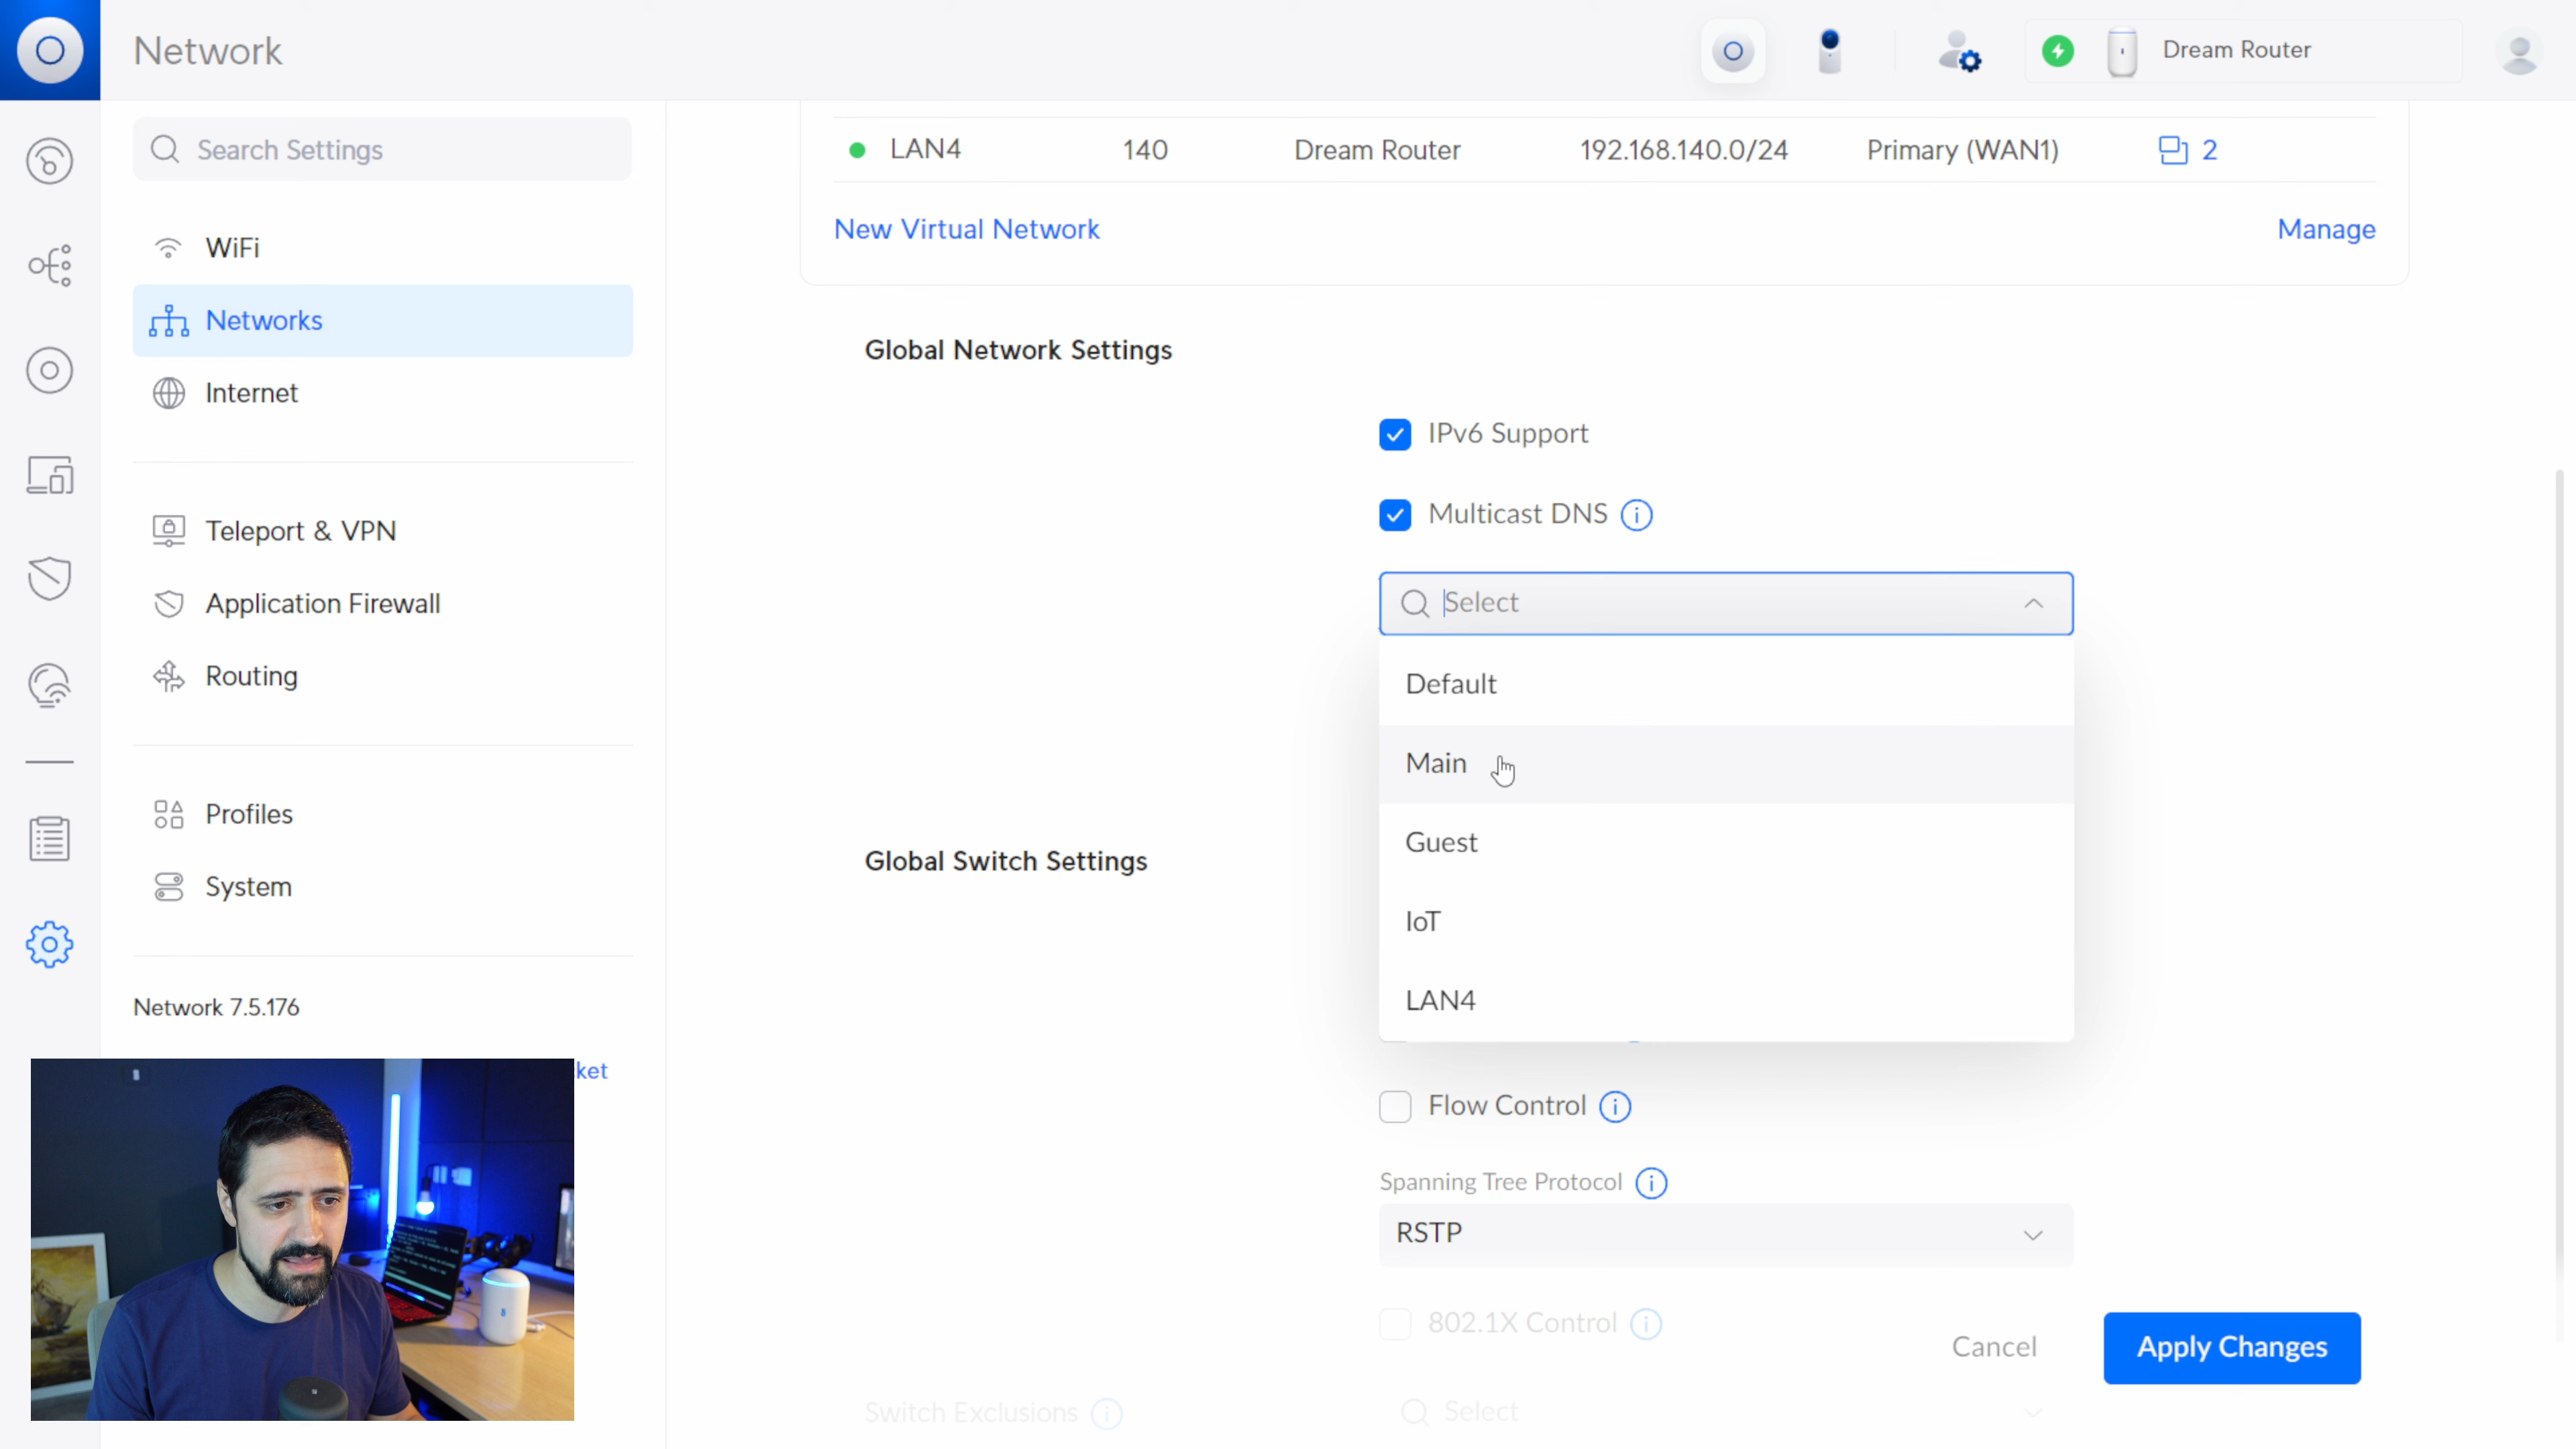 Network
Dream Router
Search Settings
LAN4 140 Dream Router 192.168.140.0/24 Primary (WAN1) 2
New Virtual Network Manage
WiFi
Networks
Internet
Teleport & VPN
Application Firewall
Routing
Profiles
System
Network 7.5.176
ket
Global Network Settings
IPv6 Support
Multicast DNS
Select
Default
Main
Guest
IoT
LAN4
Global Switch Settings
Flow Control
Spanning Tree Protocol
RSTP
802.1X Control
Cancel
Apply Changes
Switch Exclusions
Select